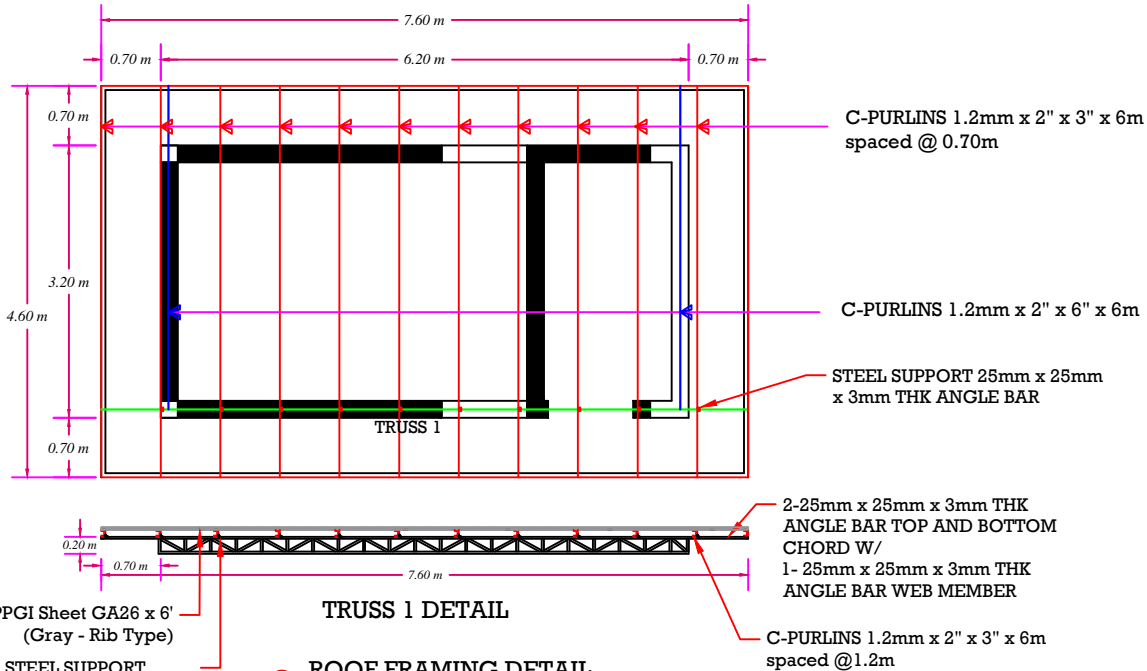 7.60 m
0.70 m
6.20 m
0.70 m
0.70 m
C-PURLINS 1.2mm x 2" x 3" x 6m
spaced @ 0.70m
3.20 m
4.60 m
C-PURLINS 1.2mm x 2" x 6" x 6m
STEEL SUPPORT 25mm x 25mm
x 3mm THK ANGLE BAR
TRUSS 1
0.70 m
2-25mm x 25mm x 3mm THK
ANGLE BAR TOP AND BOTTOM
CHORD W/
1- 25mm x 25mm x 3mm THK
ANGLE BAR WEB MEMBER
0.20 m
0.70 m
7.60 m
PPGI Sheet GA26 x 6'
(Gray - Rib Type)
TRUSS 1 DETAIL
C-PURLINS 1.2mm x 2" x 3" x 6m
spaced @1.2m
STEEL SUPPORT
ROOF FRAMING DETAIL